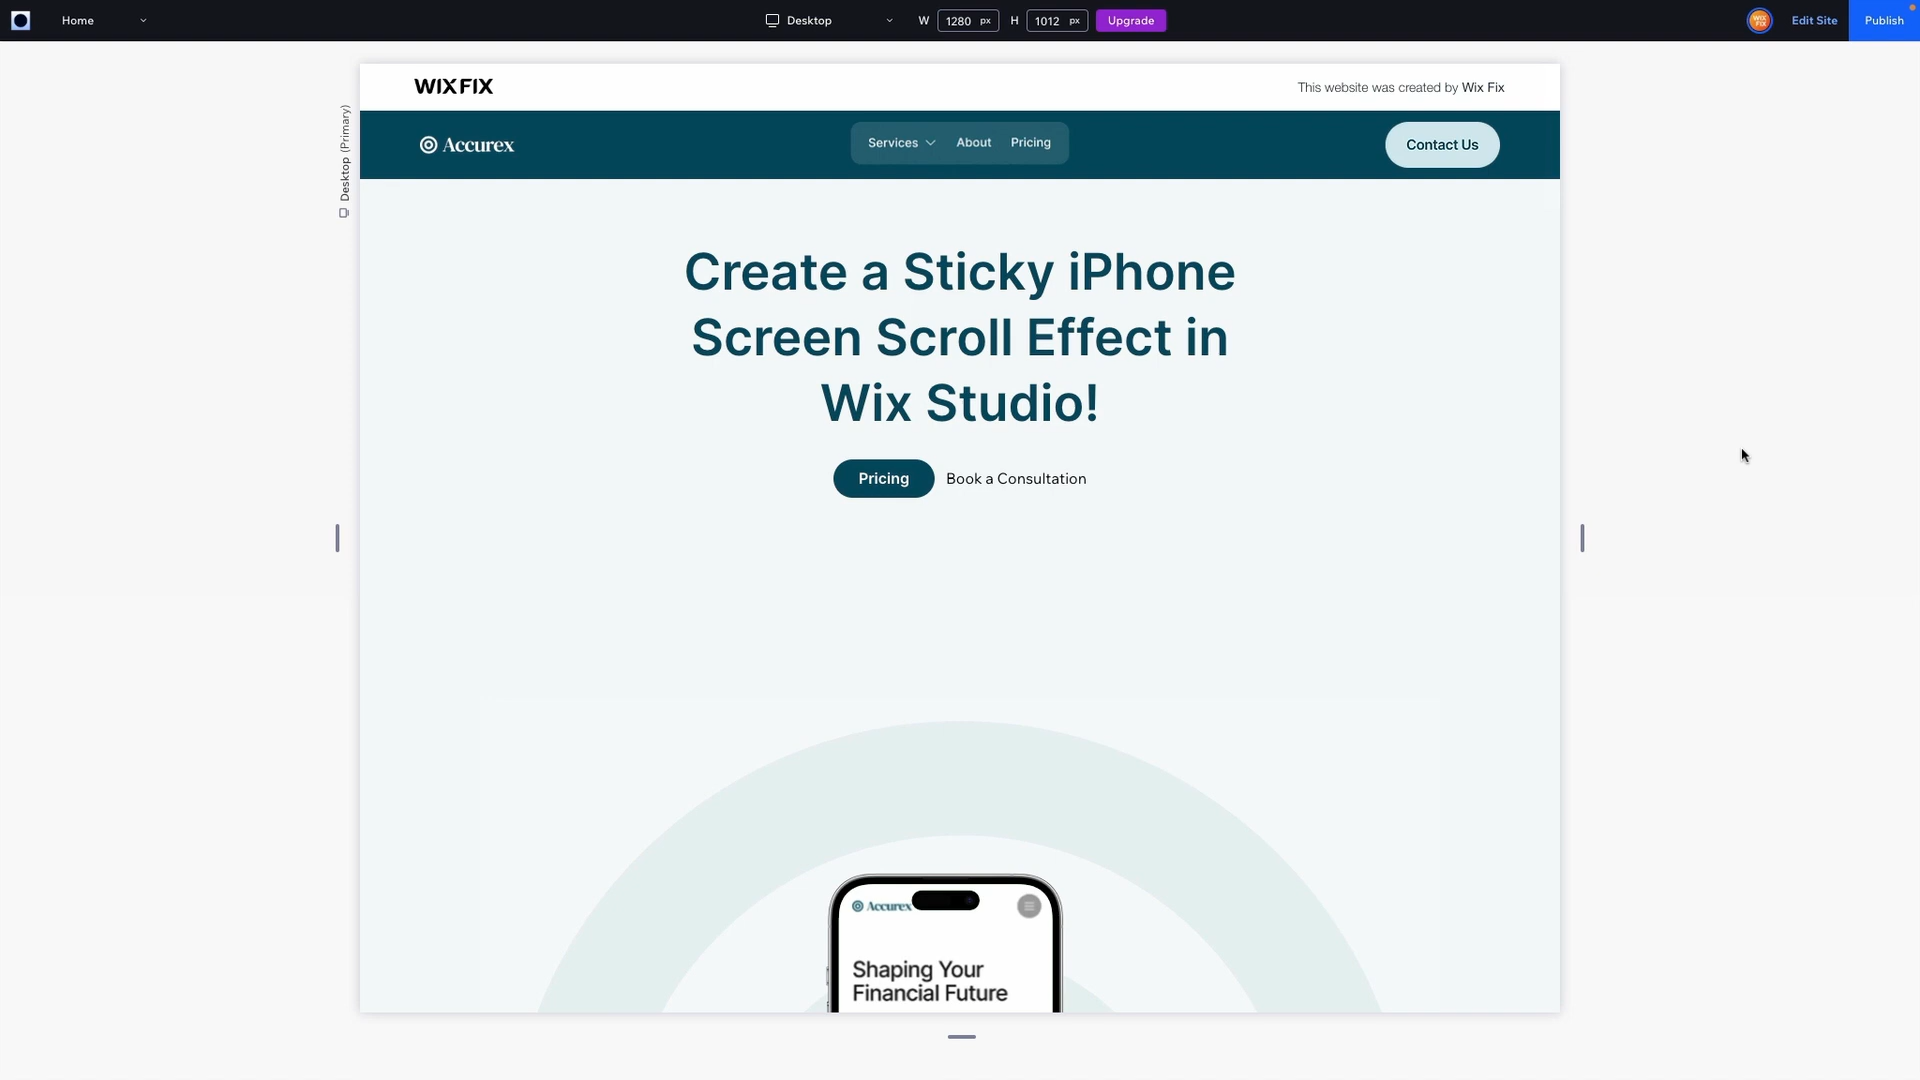 Home
Desktop
W 1280 px H 1012 px
Upgrade
WIX FIX
Edit Site
Publish
Desktop (Primary)
WIX FIX
This website was created by Wix Fix
Accurex
Services About Pricing
Contact Us
Create a Sticky iPhone
Screen Scroll Effect in
Wix Studio!
Pricing
Book a Consultation
Accurex
Shaping Your
Financial Future